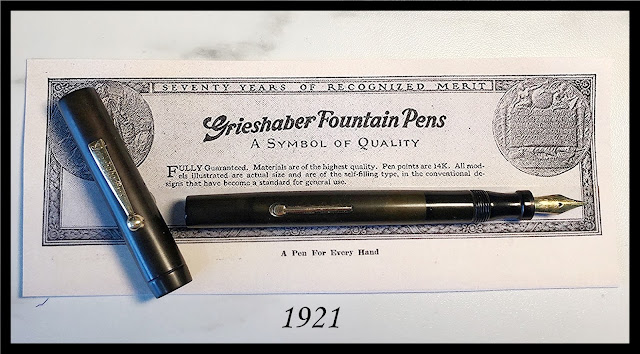 SEVENTY YEARS OF RECOGNIZED MERIT
Grieshaber Fountain Pens
A SYMBOL OF QUALITY
FULLY Guaranteed. Materials are of the highest quality. Pen points are 14K. All mod-
els illustrated are actual size and are of the self-filling type, in the conventional de-
signs that have become a standard for general use.
A Pen For Every Hand
1921